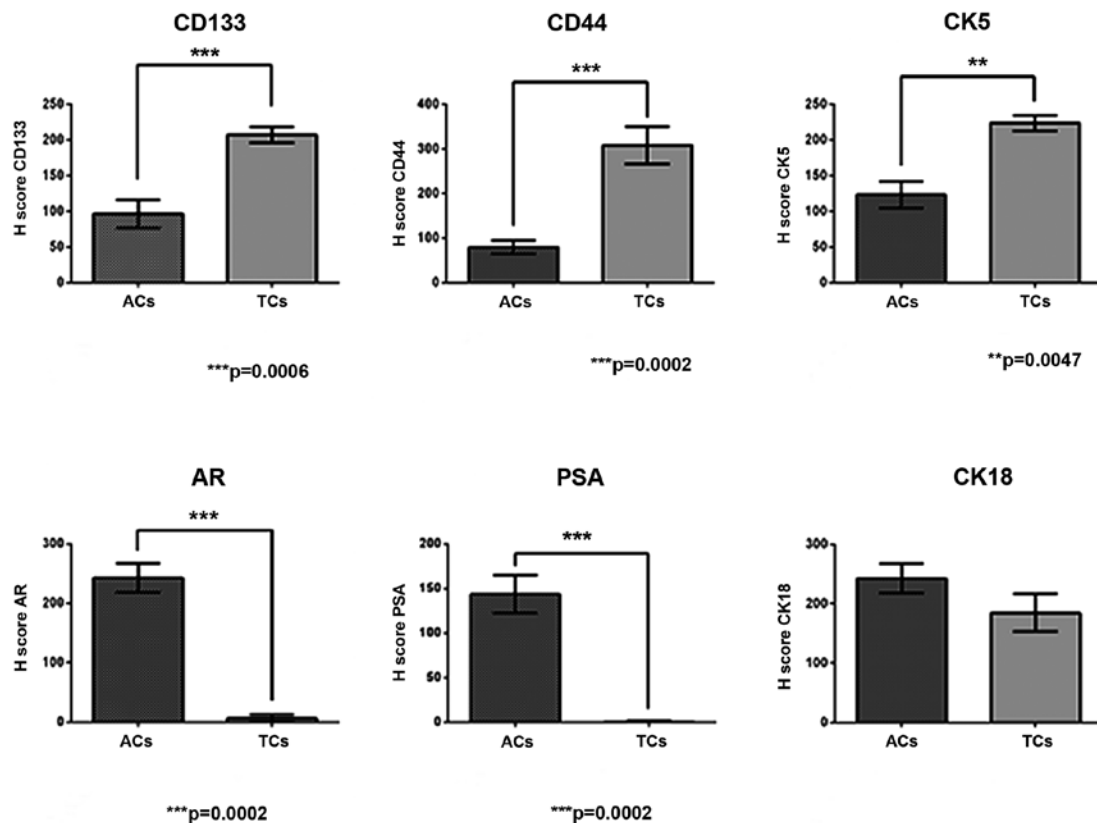 CD133
***
H score CD133
250
200
150
100
50
0
ACs TCs
***p=0.0006
CD44
***
H score CD44
400
300
200
100
0
ACs TCs
***p=0.0002
CK5
**
H score CK5
250
200
150
100
50
0
ACs TCs
**p=0.0047
AR
***
H score AR
300
200
100
0
ACs TCs
***p=0.0002
PSA
***
H score PSA
200
150
100
50
0
ACs TCs
***p=0.0002
CK18
H score CK18
300
200
100
0
ACs TCs